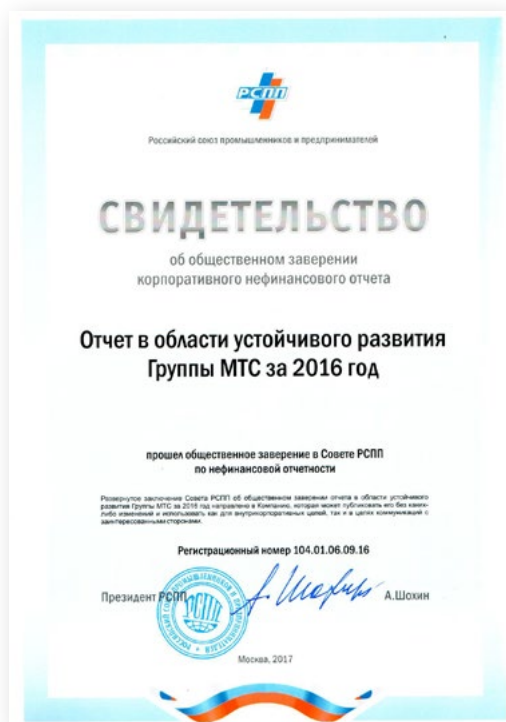 РСПП
Российский союз промышленников и предпринимателей
СВИДЕТЕЛЬСТВО
об общественном заверении
корпоративного нефинансового отчета
Отчет в области устойчивого развития
Группы МТС за 2016 год
прошел общественное заверение в Совете РСПП
по нефинансовой отчетности
Развернутое заключение Совета РСПП об общественном заверении отчета в области устойчивого
развития Группы МТС за 2016 год направлено в Компанию, которая может публиковать его без каких-
либо изменений и использовать как для внутрикорпоративных целей, так и в целях коммуникаций с
заинтересованными сторонами.
Регистрационный номер 104.01.06.09.16
Президент РСПП
А.Шохин
РСПП
Москва, 2017